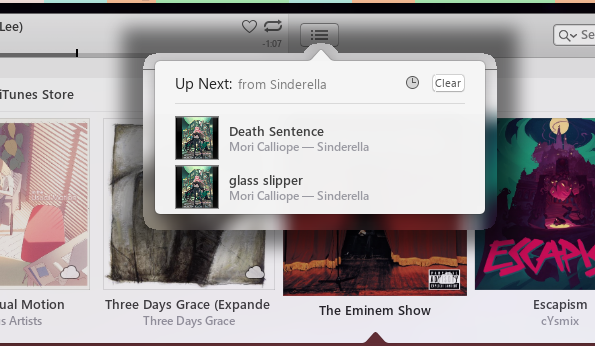 Lee)
-1:07
Se
iTunes Store
Up Next: from Sinderella
Clear
Death Sentence
Mori Calliope — Sinderella
glass slipper
Mori Calliope — Sinderella
PARENTAL
ADVISORY
EXPLICIT CONTENT
ESCAPIS
ual Motion
s Artists
Three Days Grace (Expande
Three Days Grace
The Eminem Show
Escapism
cYsmix